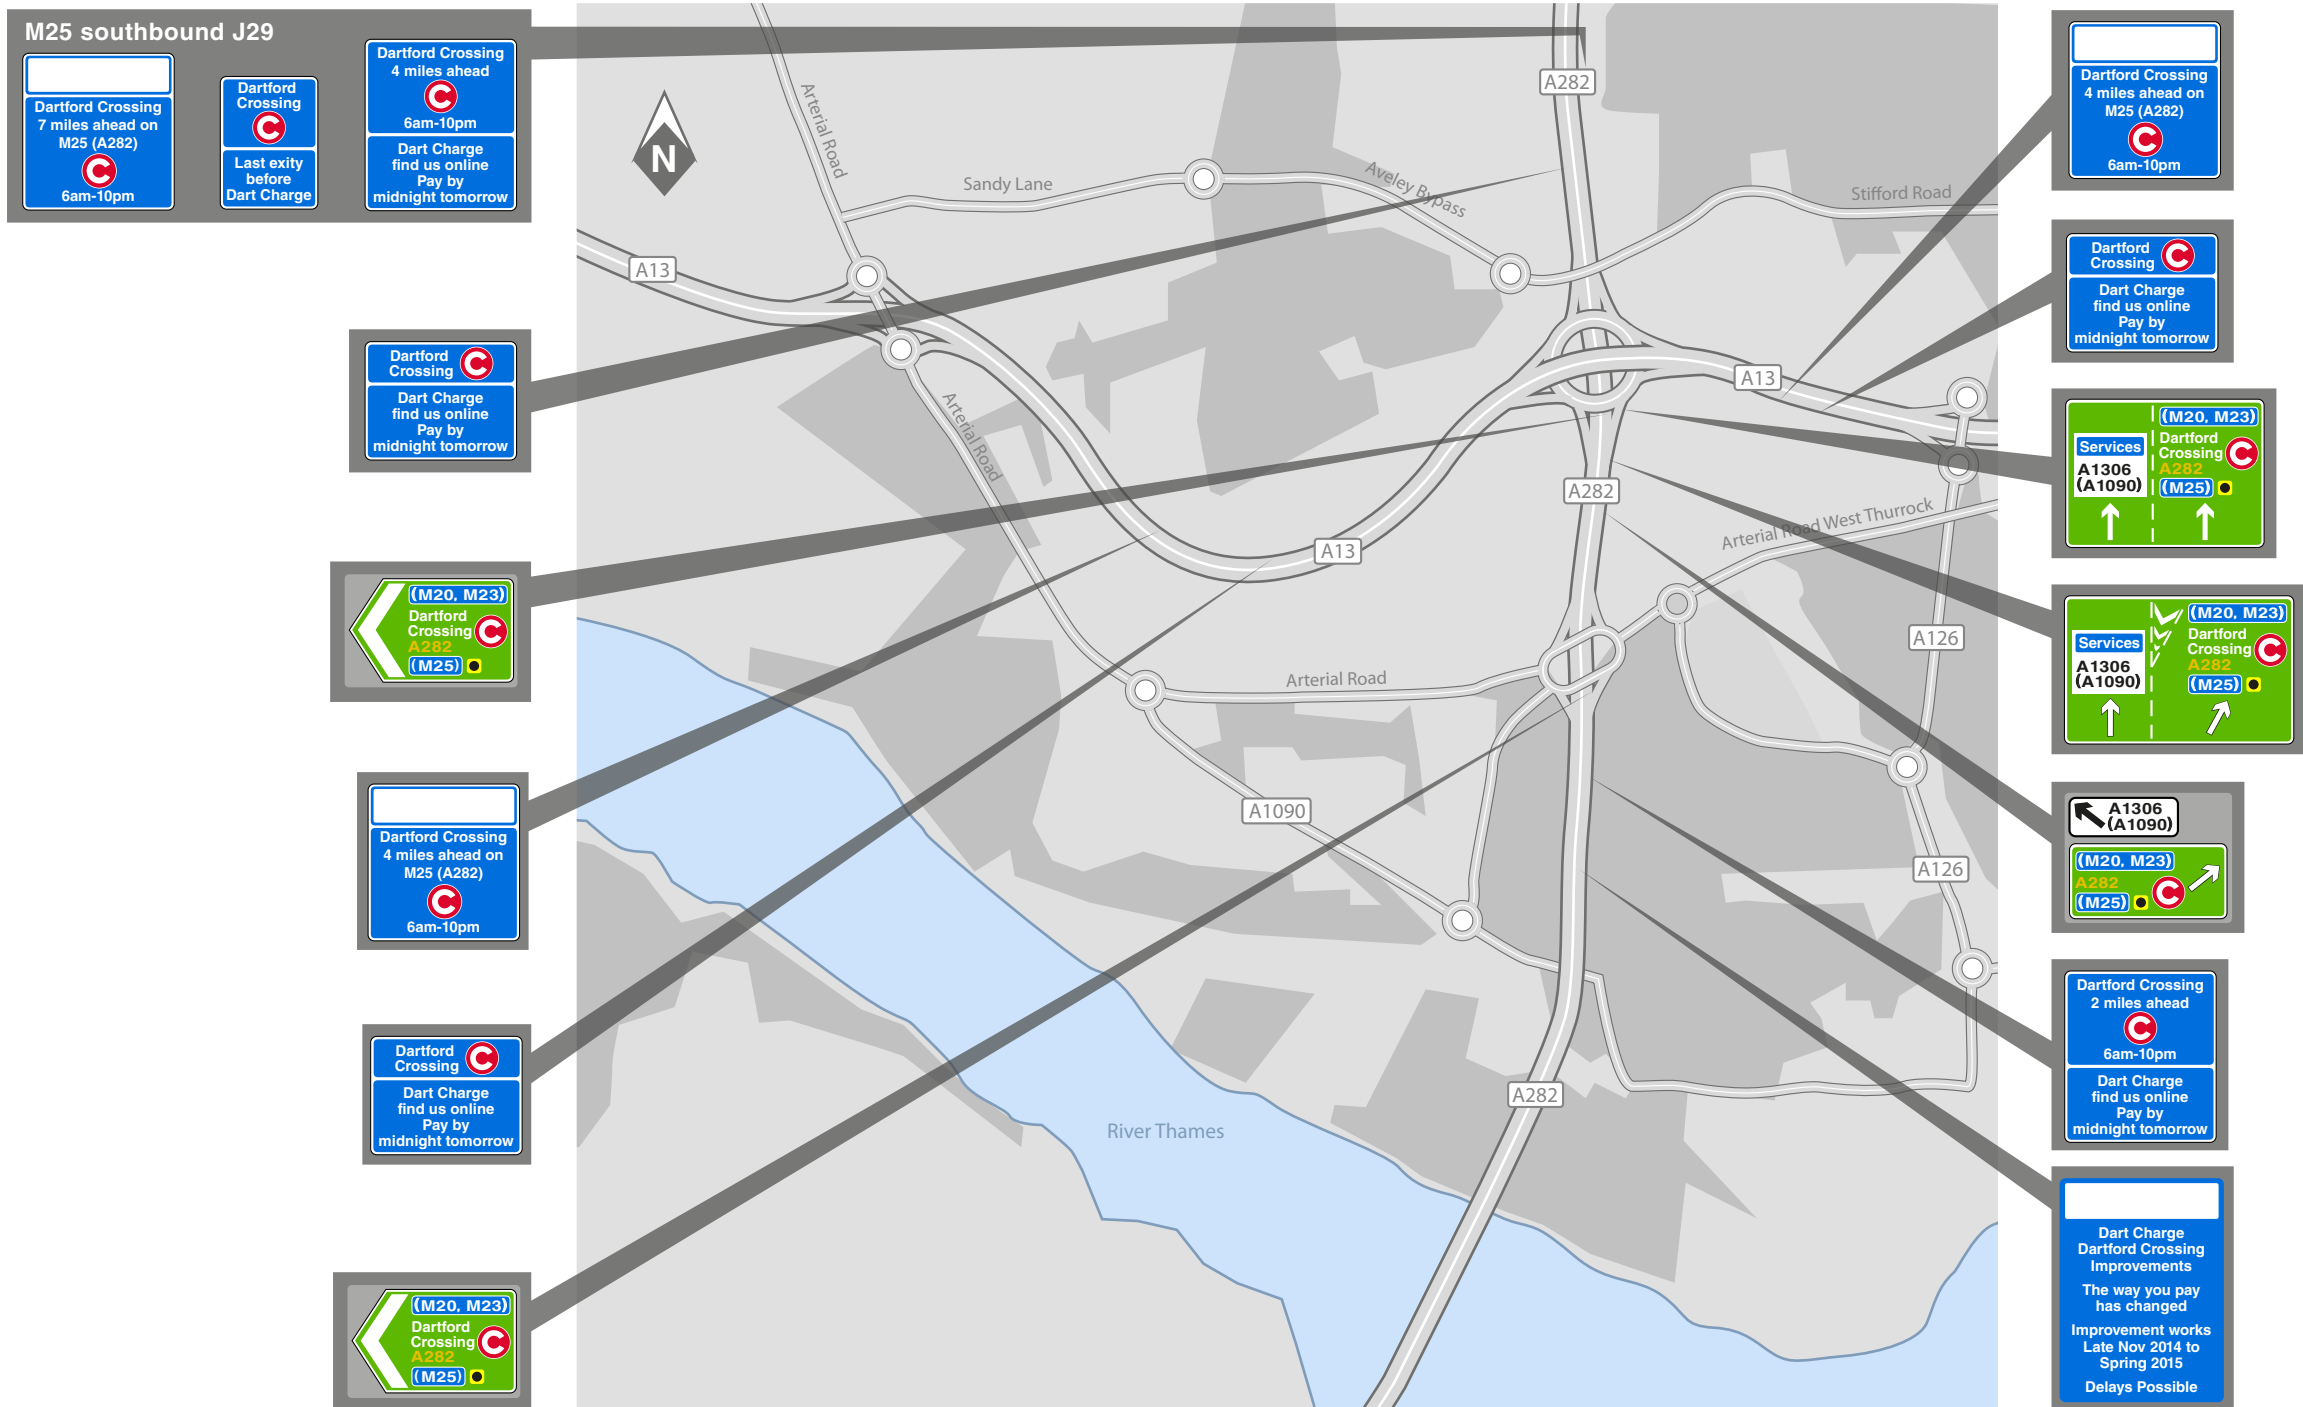 M25 southbound J29
Dartford Crossing
7 miles ahead on
M25 (A282)
C
6am-10pm
Dartford
Crossing
C
Last exity
before
Dart Charge
Dartford Crossing
4 miles ahead
C
6am-10pm
Dart Charge
find us online
Pay by
midnight tomorrow
Dartford
Crossing
C
Dart Charge
find us online
Pay by
midnight tomorrow
(M20, M23)
Dartford
Crossing
C
A282
(M25)
Dartford Crossing
4 miles ahead on
M25 (A282)
C
6am-10pm
Dartford
Crossing
C
Dart Charge
find us online
Pay by
midnight tomorrow
(M20, M23)
Dartford
Crossing
C
A282
(M25)
N
Arterial Road
Sandy Lane
Aveley Bypass
Stifford Road
A282
A13
A13
Arterial Road
A282
A13
Arterial Road West Thurrock
A126
Arterial Road
A1090
A126
A282
River Thames
Dartford Crossing
4 miles ahead on
M25 (A282)
C
6am-10pm
Dartford
Crossing
C
Dart Charge
find us online
Pay by
midnight tomorrow
Services
A1306
(A1090)
(M20, M23)
Dartford
Crossing
C
A282
(M25)
Services
A1306
(A1090)
(M20, M23)
Dartford
Crossing
C
A282
(M25)
A1306
(A1090)
(M20, M23)
A282
C
(M25)
Dartford Crossing
2 miles ahead
C
6am-10pm
Dart Charge
find us online
Pay by
midnight tomorrow
Dart Charge
Dartford Crossing
Improvements
The way you pay
has changed
Improvement works
Late Nov 2014 to
Spring 2015
Delays Possible